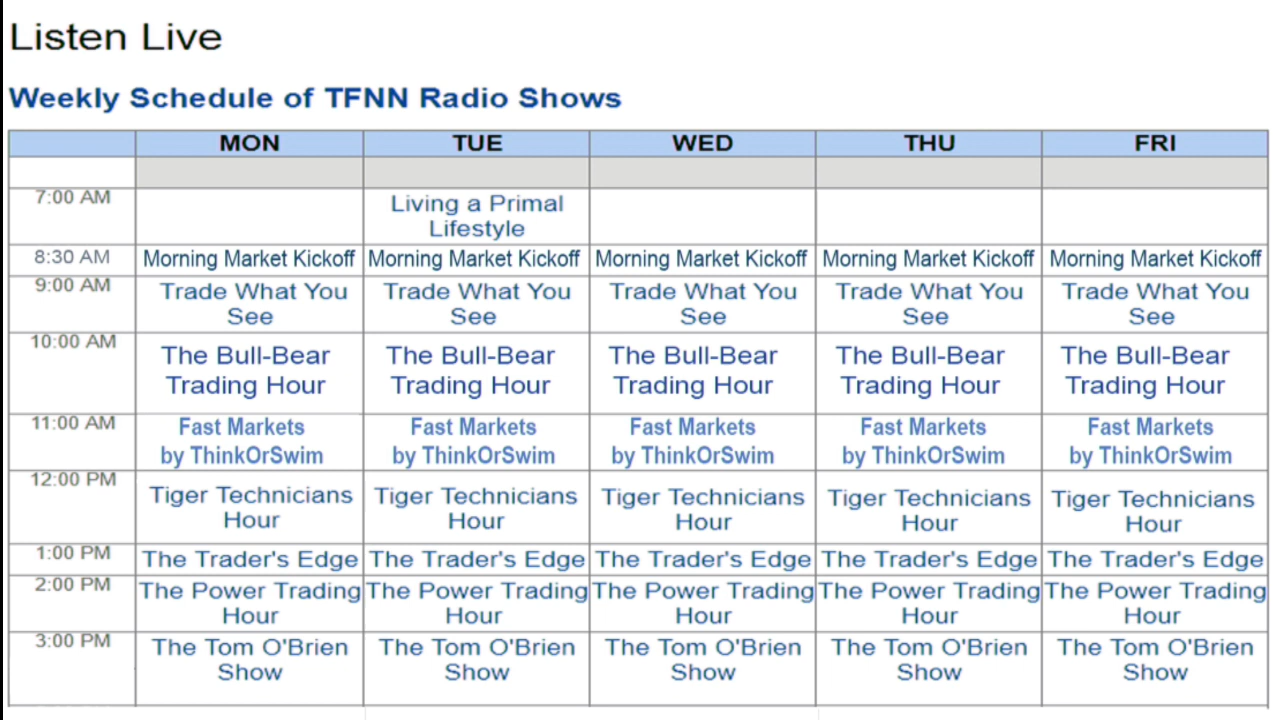 Listen Live
Weekly Schedule of TFNN Radio Shows
MON TUE WED THU FRI
7:00 AM Living a Primal
Lifestyle
8:30 AM Morning Market Kickoff Morning Market Kickoff Morning Market Kickoff Morning Market Kickoff Morning Market Kickoff
9:00 AM Trade What You Trade What You Trade What You Trade What You Trade What You
See See See See See
10:00 AM The Bull-Bear The Bull-Bear The Bull-Bear The Bull-Bear The Bull-Bear
Trading Hour Trading Hour Trading Hour Trading Hour Trading Hour
11:00 AM Fast Markets Fast Markets Fast Markets Fast Markets Fast Markets
by ThinkOrSwim by ThinkOrSwim by ThinkOrSwim by ThinkOrSwim by ThinkOrSwim
12:00 PM Tiger Technicians Tiger Technicians Tiger Technicians Tiger Technicians Tiger Technicians
Hour Hour Hour Hour Hour
1:00 PM The Trader's Edge The Trader's Edge The Trader's Edge The Trader's Edge The Trader's Edge
2:00 PM The Power Trading The Power Trading The Power Trading The Power Trading The Power Trading
Hour Hour Hour Hour Hour
3:00 PM The Tom O'Brien The Tom O'Brien The Tom O'Brien The Tom O'Brien The Tom O'Brien
Show Show Show Show Show